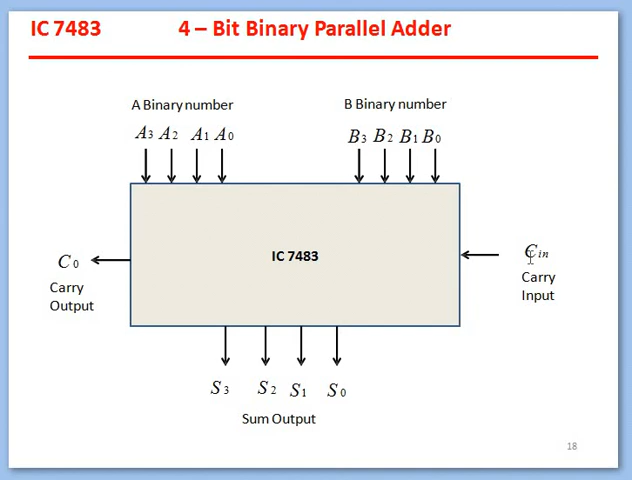 IC 7483 4 – Bit Binary Parallel Adder
A Binary number B Binary number
A3 A2 A1 A0 B3 B2 B1 B0
IC 7483
C0 Cin
Carry Output
Carry Input
S3 S2 S1 S0
Sum Output
18